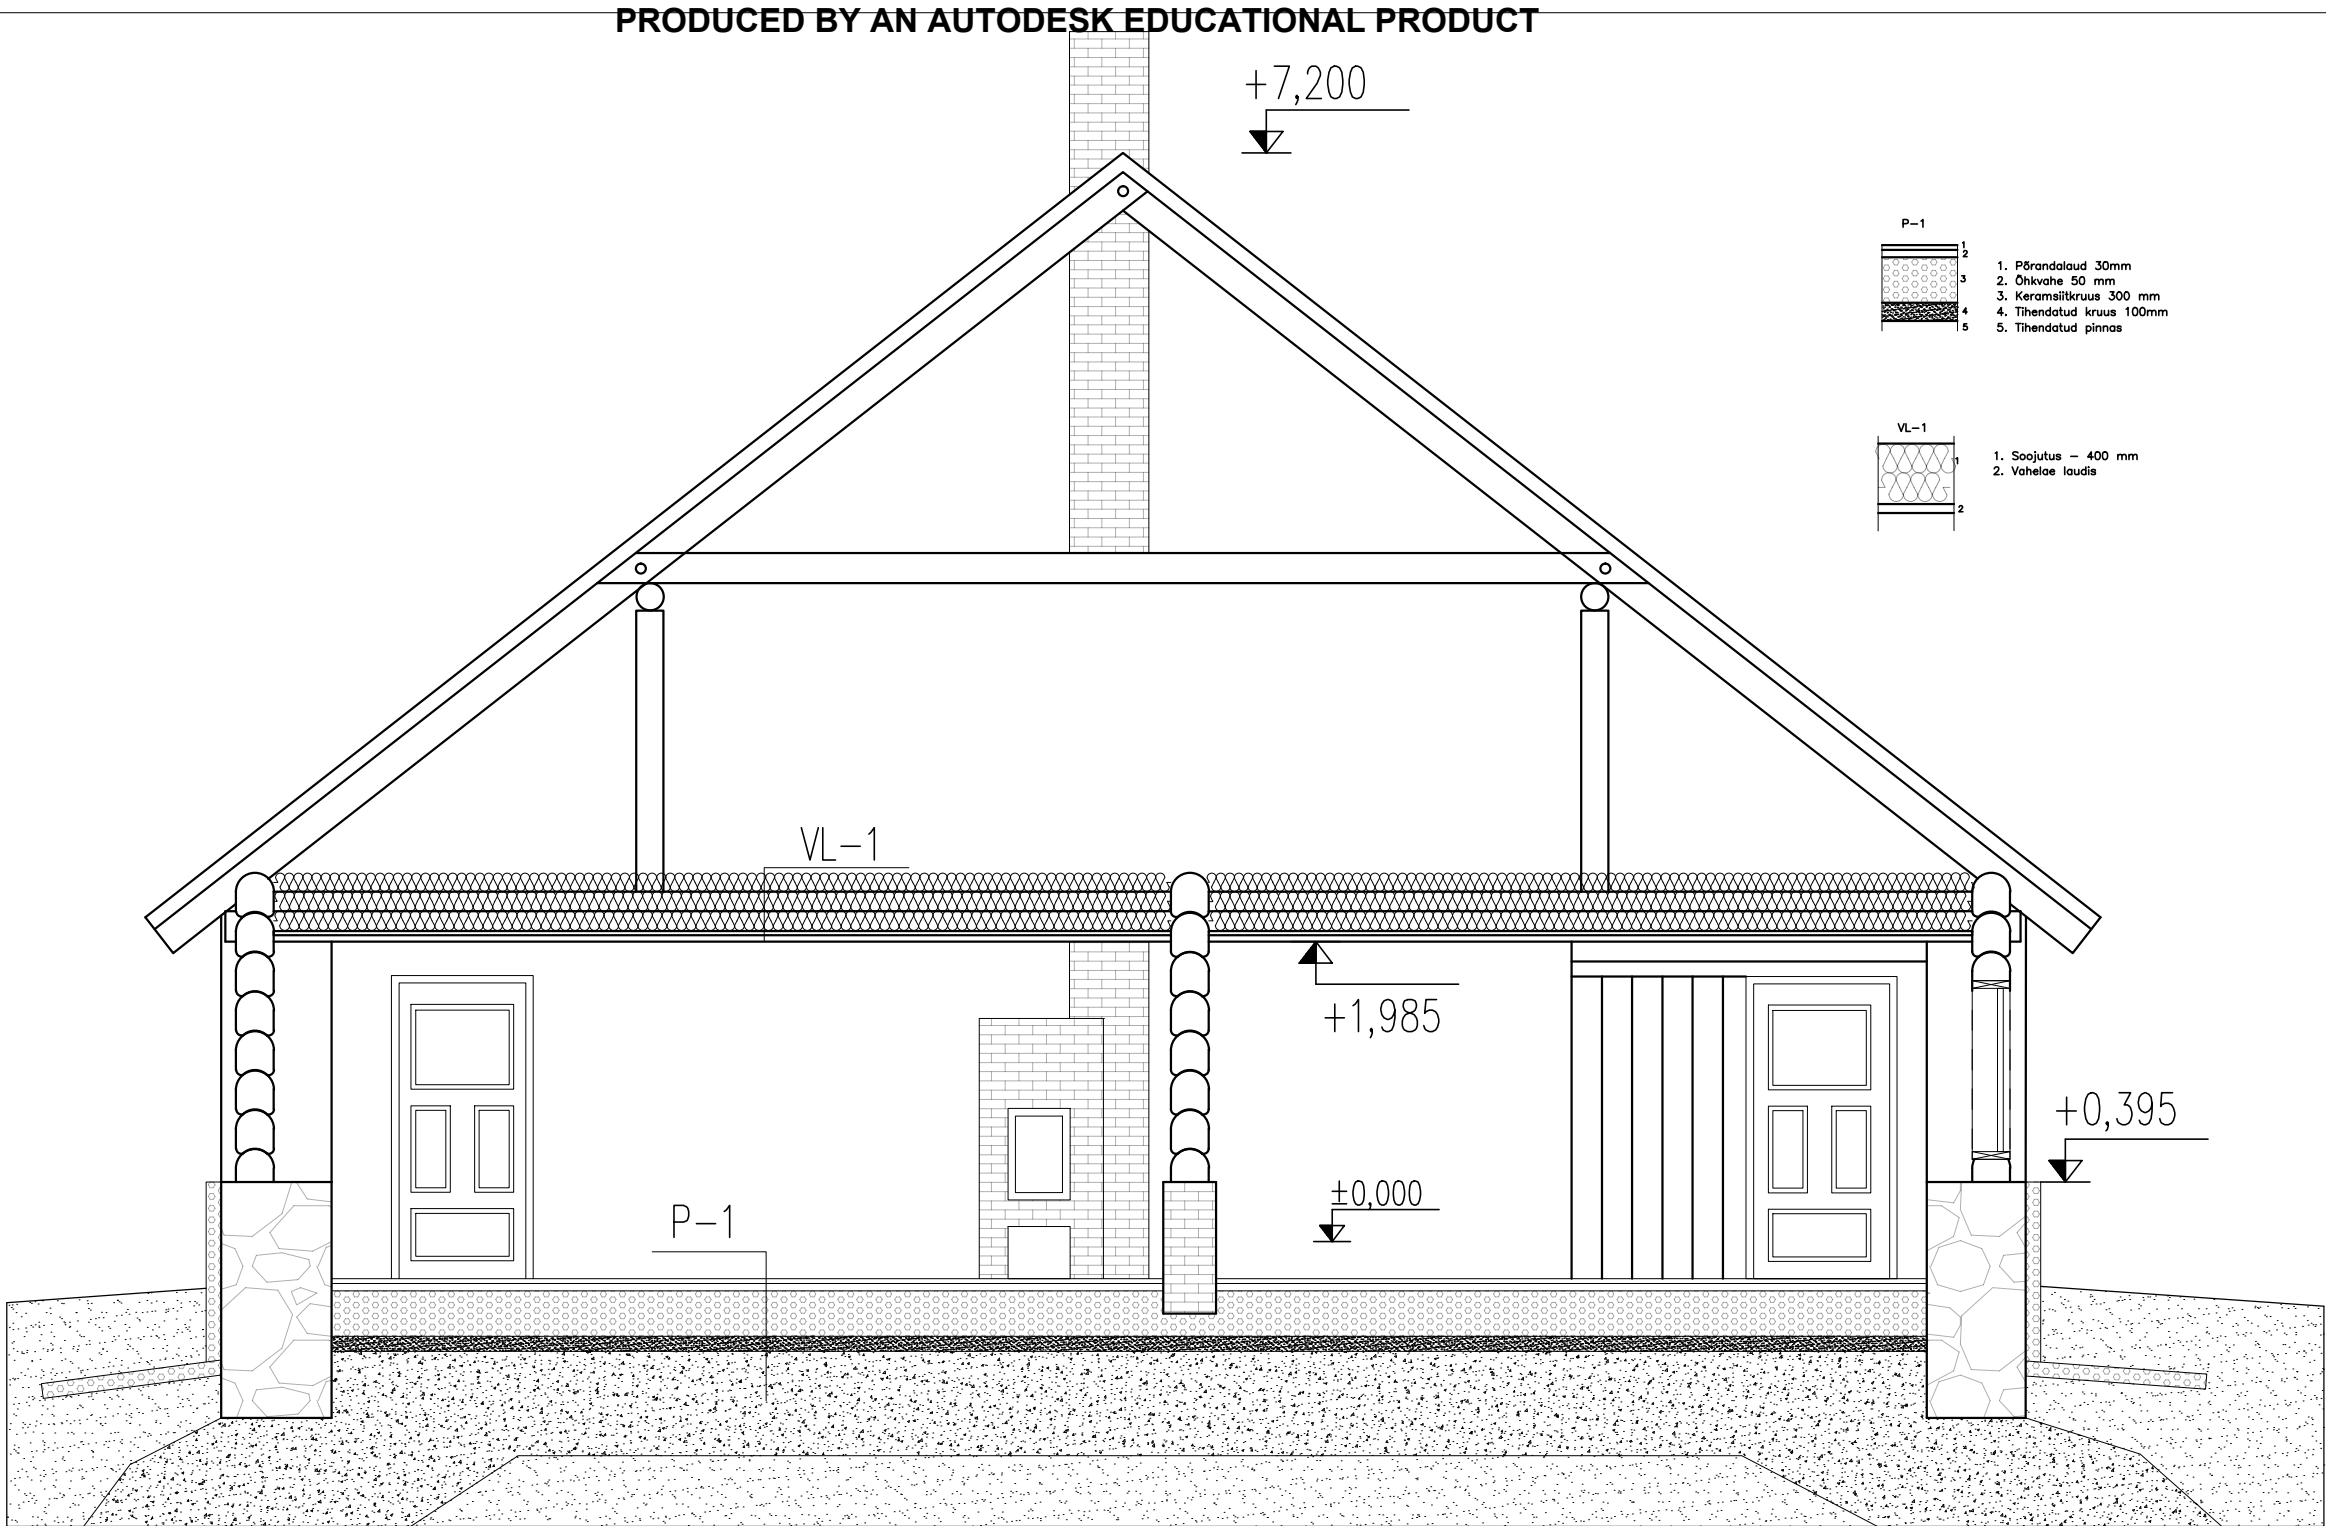 PRODUCED BY AN AUTODESK EDUCATIONAL PRODUCT
+7,200
P-1
1
2
3
4
5
1. Põrandalaud 30mm
2. Õhkvahe 50 mm
3. Keramsiitkruus 300 mm
4. Tihendatud kruus 100mm
5. Tihendatud pinnas
VL-1
1
2
1. Soojutus - 400 mm
2. Vahelae laudis
VL-1
+1,985
+0,395
±0,000
P-1